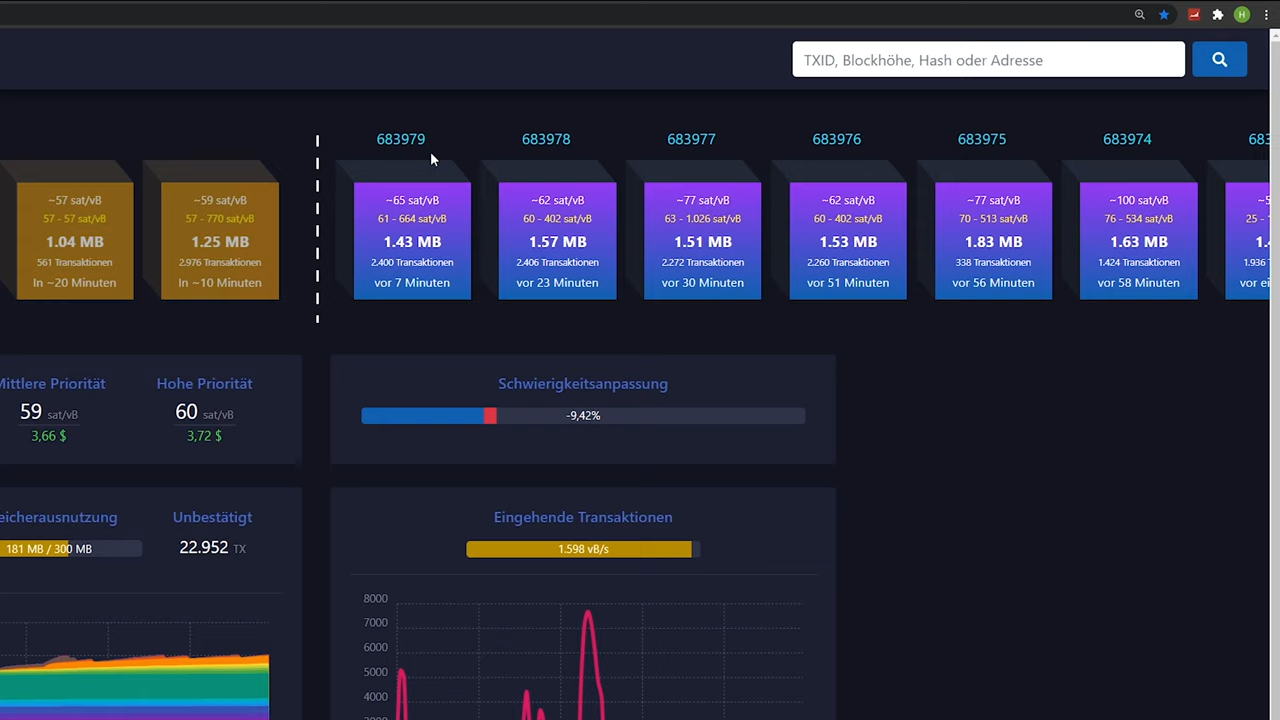 H
TXID, Blockhöhe, Hash oder Adresse
683979
683978
683977
683976
683975
683974
683
~57 sat/vB
57 - 57 sat/vB
1.04 MB
561 Transaktionen
In ~20 Minuten
~59 sat/vB
57 - 770 sat/vB
1.25 MB
2.976 Transaktionen
In ~10 Minuten
~65 sat/vB
61 - 664 sat/vB
1.43 MB
2.400 Transaktionen
vor 7 Minuten
~62 sat/vB
60 - 402 sat/vB
1.57 MB
2.406 Transaktionen
vor 23 Minuten
~77 sat/vB
63 - 1.026 sat/vB
1.51 MB
2.272 Transaktionen
vor 30 Minuten
~62 sat/vB
60 - 402 sat/vB
1.53 MB
2.260 Transaktionen
vor 51 Minuten
~77 sat/vB
70 - 513 sat/vB
1.83 MB
338 Transaktionen
vor 56 Minuten
~100 sat/vB
76 - 534 sat/vB
1.63 MB
1.424 Transaktionen
vor 58 Minuten
25 -
1.936
vor ei
Mittlere Priorität
Hohe Priorität
59 sat/vB
60 sat/vB
3,66 $
3,72 $
Schwierigkeitsanpassung
-9,42%
eicherausnutzung
Unbestätigt
181 MB / 300 MB
22.952 TX
Eingehende Transaktionen
1.598 vB/s
8000
7000
6000
5000
4000